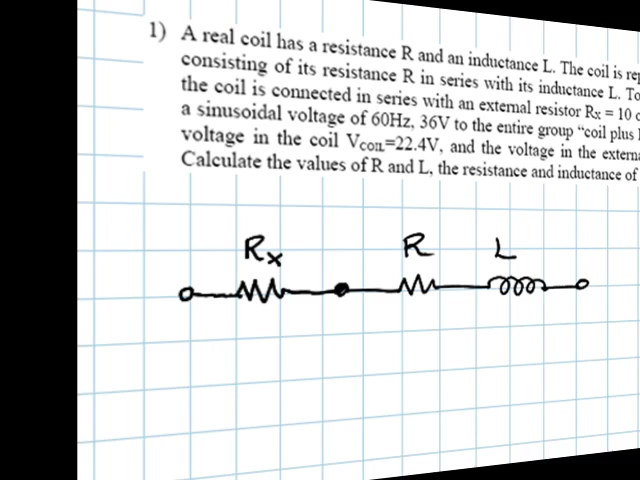 1) A real coil has a resistance R and an inductance L. The coil is
consisting of its resistance R in series with its inductance L. To
the coil is connected in series with an external resistor Rx = 10
a sinusoidal voltage of 60Hz, 36V to the entire group "coil plus
voltage in the coil VCOIL=22.4V, and the voltage in the
Calculate the values of R and L, the resistance and inductance of
Rx R L